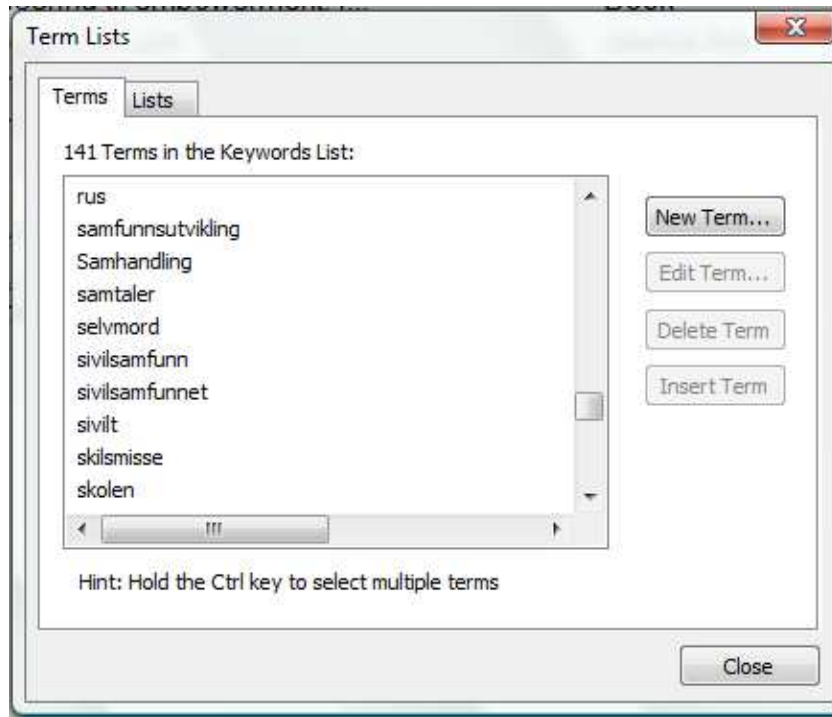 Term Lists
Terms
Lists
141 Terms in the Keywords List:
rus
samfunnsutvikling
Samhandling
samtaler
selvmord
sivilsamfunn
sivilsamfunnet
sivilt
skilsmisse
skolen
New Term...
Edit Term...
Delete Term
Insert Term
Hint: Hold the Ctrl key to select multiple terms
Close